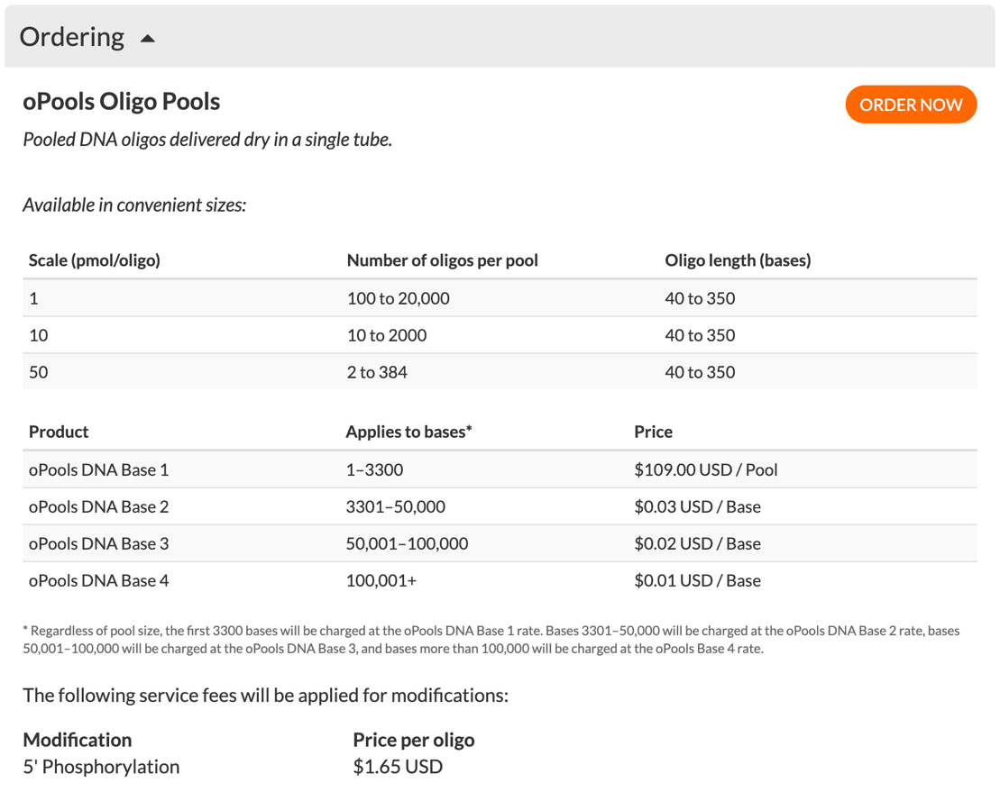 Ordering
oPools Oligo Pools
ORDER NOW
Pooled DNA oligos delivered dry in a single tube.
Available in convenient sizes:
Scale (pmol/oligo) Number of oligos per pool Oligo length (bases)
1 100 to 20,000 40 to 350
10 10 to 2000 40 to 350
50 2 to 384 40 to 350
Product Applies to bases* Price
oPools DNA Base 1 1–3300 $109.00 USD / Pool
oPools DNA Base 2 3301–50,000 $0.03 USD / Base
oPools DNA Base 3 50,001–100,000 $0.02 USD / Base
oPools DNA Base 4 100,001+ $0.01 USD / Base
* Regardless of pool size, the first 3300 bases will be charged at the oPools DNA Base 1 rate. Bases 3301–50,000 will be charged at the oPools DNA Base 2 rate, bases
50,001–100,000 will be charged at the oPools DNA Base 3, and bases more than 100,000 will be charged at the oPools Base 4 rate.
The following service fees will be applied for modifications:
Modification Price per oligo
5' Phosphorylation $1.65 USD